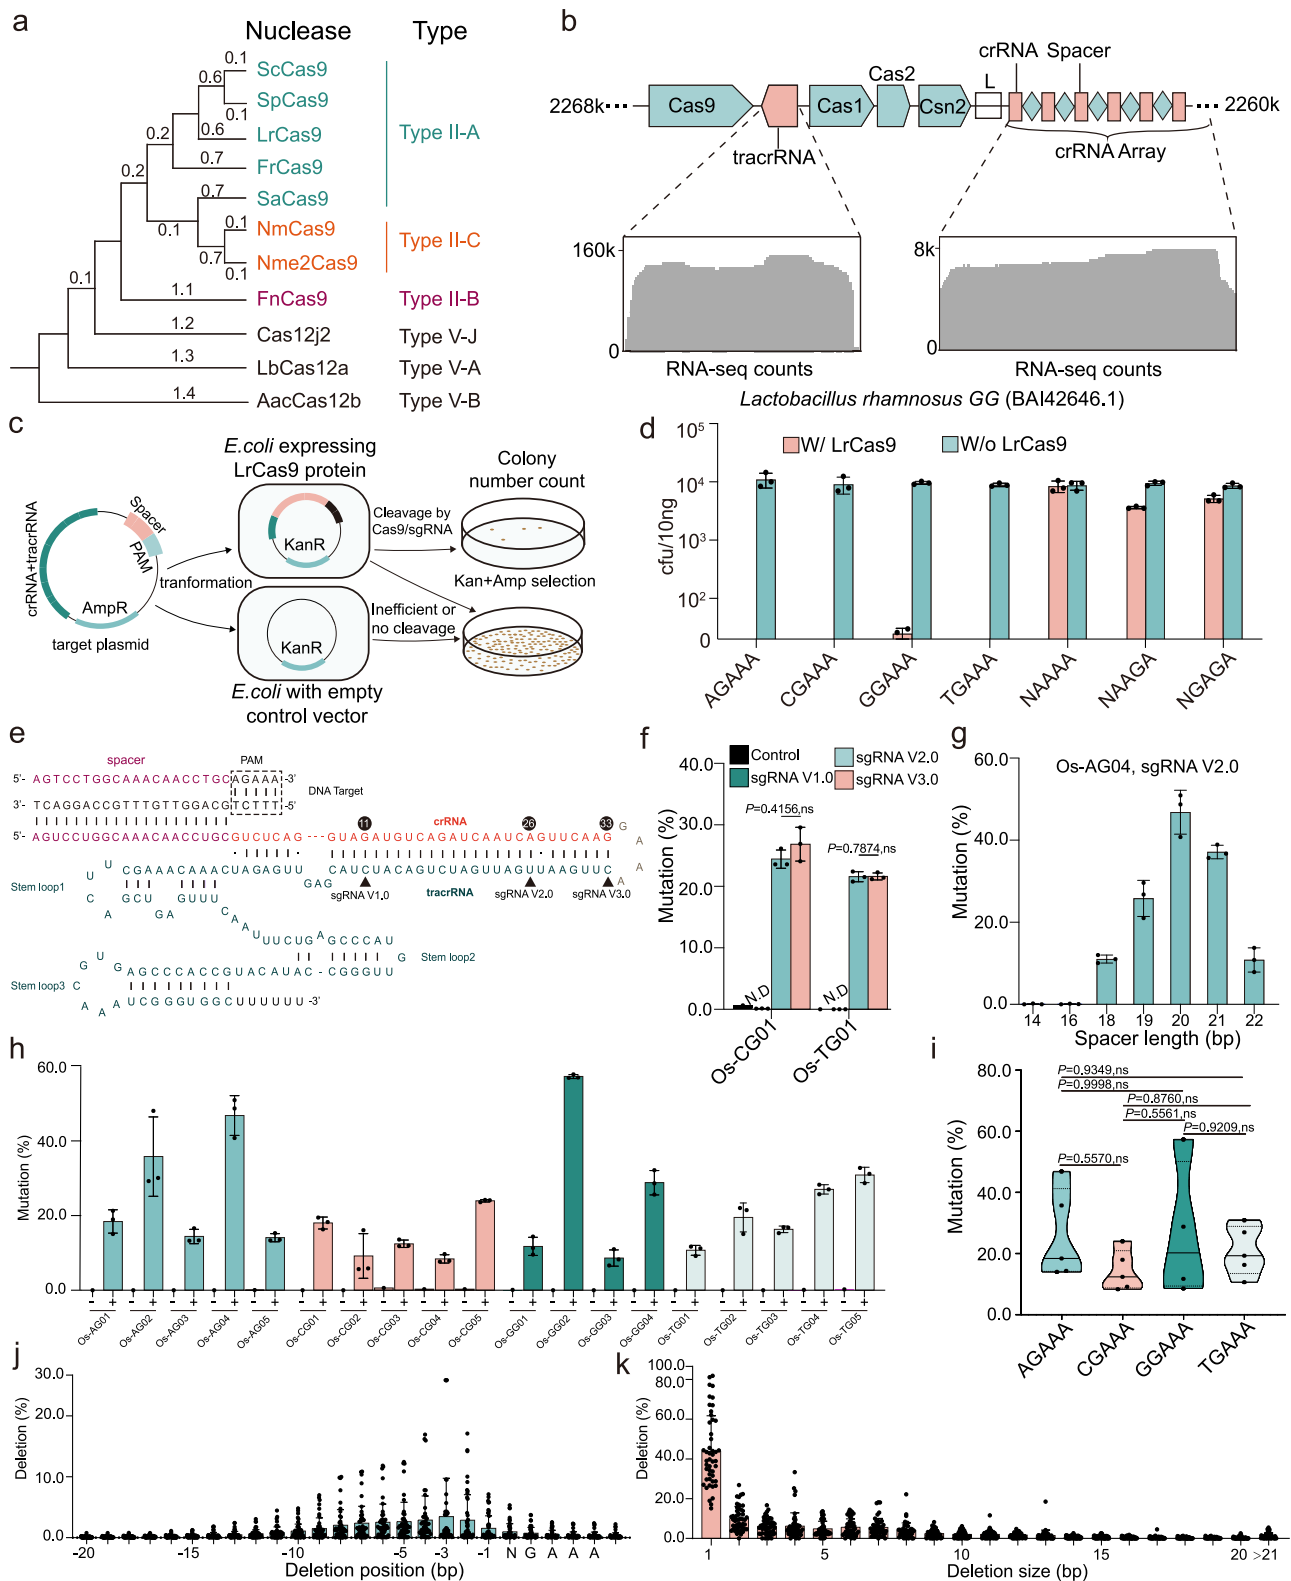 a
Nuclease Type
0.1
ScCas9
0.6
SpCas9
0.1
0.2
0.6
LrCas9
Type II-A
0.2
0.7
FrCas9
0.7
SaCas9
0.1
0.1
NmCas9
Type II-C
0.7
Nme2Cas9
0.1
0.1
1.1
FnCas9 Type II-B
1.2
Cas12j2 Type V-J
1.3
LbCas12a Type V-A
1.4
AacCas12b Type V-B
b
crRNA Spacer
Cas2
L
2268k
Cas9
Cas1
Csn2
2260k
tracrRNA
crRNA Array
160k
0
RNA-seq counts
8k
0
RNA-seq counts
Lactobacillus rhamnosus GG (BAI42646.1)
c
E.coli expressing
LrCas9 protein
Colony
number count
crRNA+tracrRNA
Spacer
PAM
AmpR
target plasmid
tranformation
KanR
Cleavage by
Cas9/sgRNA
Kan+Amp selection
Inefficient or
no cleavage
KanR
E.coli with empty
control vector
d
W/ LrCas9
W/o LrCas9
cfu/10ng
10⁵
10⁴
10³
10²
0
AGAAA
CGAAA
GGAAA
TGAAA
NAAAA
NAAGA
NGAGA
e
spacer
PAM
5'- AGTCCTGGCAAACAACCTGCAGAAA -3'
DNA Target
3'- TCAGGACCGTTTGTTGGACGTCTTT -5'
11
crRNA
26
33
5'- AGUCCUGGCAAACAACCUGCGUCUCAG --- GUAGAUGUCAGAUCAAUCAGUUCAAG
G
A
A
A
Stem loop1
U
U
C
C
A
CGAAACAAACUAGAGUU
GAG
CAUCUACAGUCUAGUUAGUUAAGUUC
sgRNA V1.0
tracrRNA
sgRNA V2.0
sgRNA V3.0
GCU
GA
UUUG
C
A
A
UUCUGAGCCCAU
G
Stem loop2
Stem loop3
G
U
G
C
A
A
A
AGCCCACCGUACAUAC-CGGGUUG
UCGGGUGGCUUUUUU -3'
f
Control
sgRNA V1.0
sgRNA V2.0
sgRNA V3.0
Mutation (%)
40.0
30.0
20.0
10.0
0.0
P=0.4156,ns
P=0.7874,ns
N.D
N.D
Os-CG01
Os-TG01
g
Os-AG04, sgRNA V2.0
Mutation (%)
60.0
40.0
20.0
0.0
14 16 18 19 20 21 22
Spacer length (bp)
h
Mutation (%)
60.0
40.0
20.0
0.0
- + - + - + - + - + - + - + - + - + - + - + - + - + - + - + - + - + - + - +
Os-AG01
Os-AG02
Os-AG03
Os-AG04
Os-AG05
Os-CG01
Os-CG02
Os-CG03
Os-CG04
Os-CG05
Os-GG01
Os-GG02
Os-GG03
Os-GG04
Os-TG01
Os-TG02
Os-TG03
Os-TG04
Os-TG05
i
Mutation (%)
80.0
60.0
40.0
20.0
0.0
P=0.9349,ns
P=0.9998,ns
P=0.8760,ns
P=0.5561,ns
P=0.9209,ns
P=0.5570,ns
AGAAA
CGAAA
GGAAA
TGAAA
j
Deletion (%)
30.0
20.0
10.0
0.0
-20 -15 -10 -5 -3 -1 N G A A A
Deletion position (bp)
k
Deletion (%)
100.0
80.0
60.0
40.0
20.0
0.0
1 5 10 15 20 >21
Deletion size (bp)